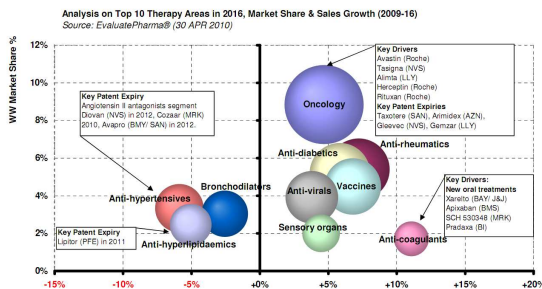 Analysis on Top 10 Therapy Areas in 2016, Market Share & Sales Growth (2009-16)
Source: EvaluatePharma® (30 APR 2010)
WW Market Share %
12%
10%
8%
6%
4%
2%
0%
Key Patent Expiry
Angiotensin II antagonists segment
Diovan (NVS) in 2012, Cozaar (MRK)
2010, Avapro (BMY/ SAN) in 2012.
Key Drivers
Avastin (Roche)
Tasigna (NVS)
Alimta (LLY)
Herceptin (Roche)
Rituxan (Roche)
Key Patent Expiries
Taxotere (SAN), Arimidex (AZN),
Gleevec (NVS), Gemzar (LLY)
Oncology
Anti-rheumatics
Anti-diabetics
Bronchodilators
Anti-hypertensives
Anti-virals
Vaccines
Key Drivers:
New oral treatments
Xarelto (BAY/ J&J)
Apixaban (BMS)
SCH 530348 (MRK)
Pradaxa (BI)
Key Patent Expiry
Lipitor (PFE) in 2011
Anti-hyperlipidaemics
Sensory organs
Anti-coagulants
-15%
-10%
-5%
+0%
+5%
+10%
+15%
+20%